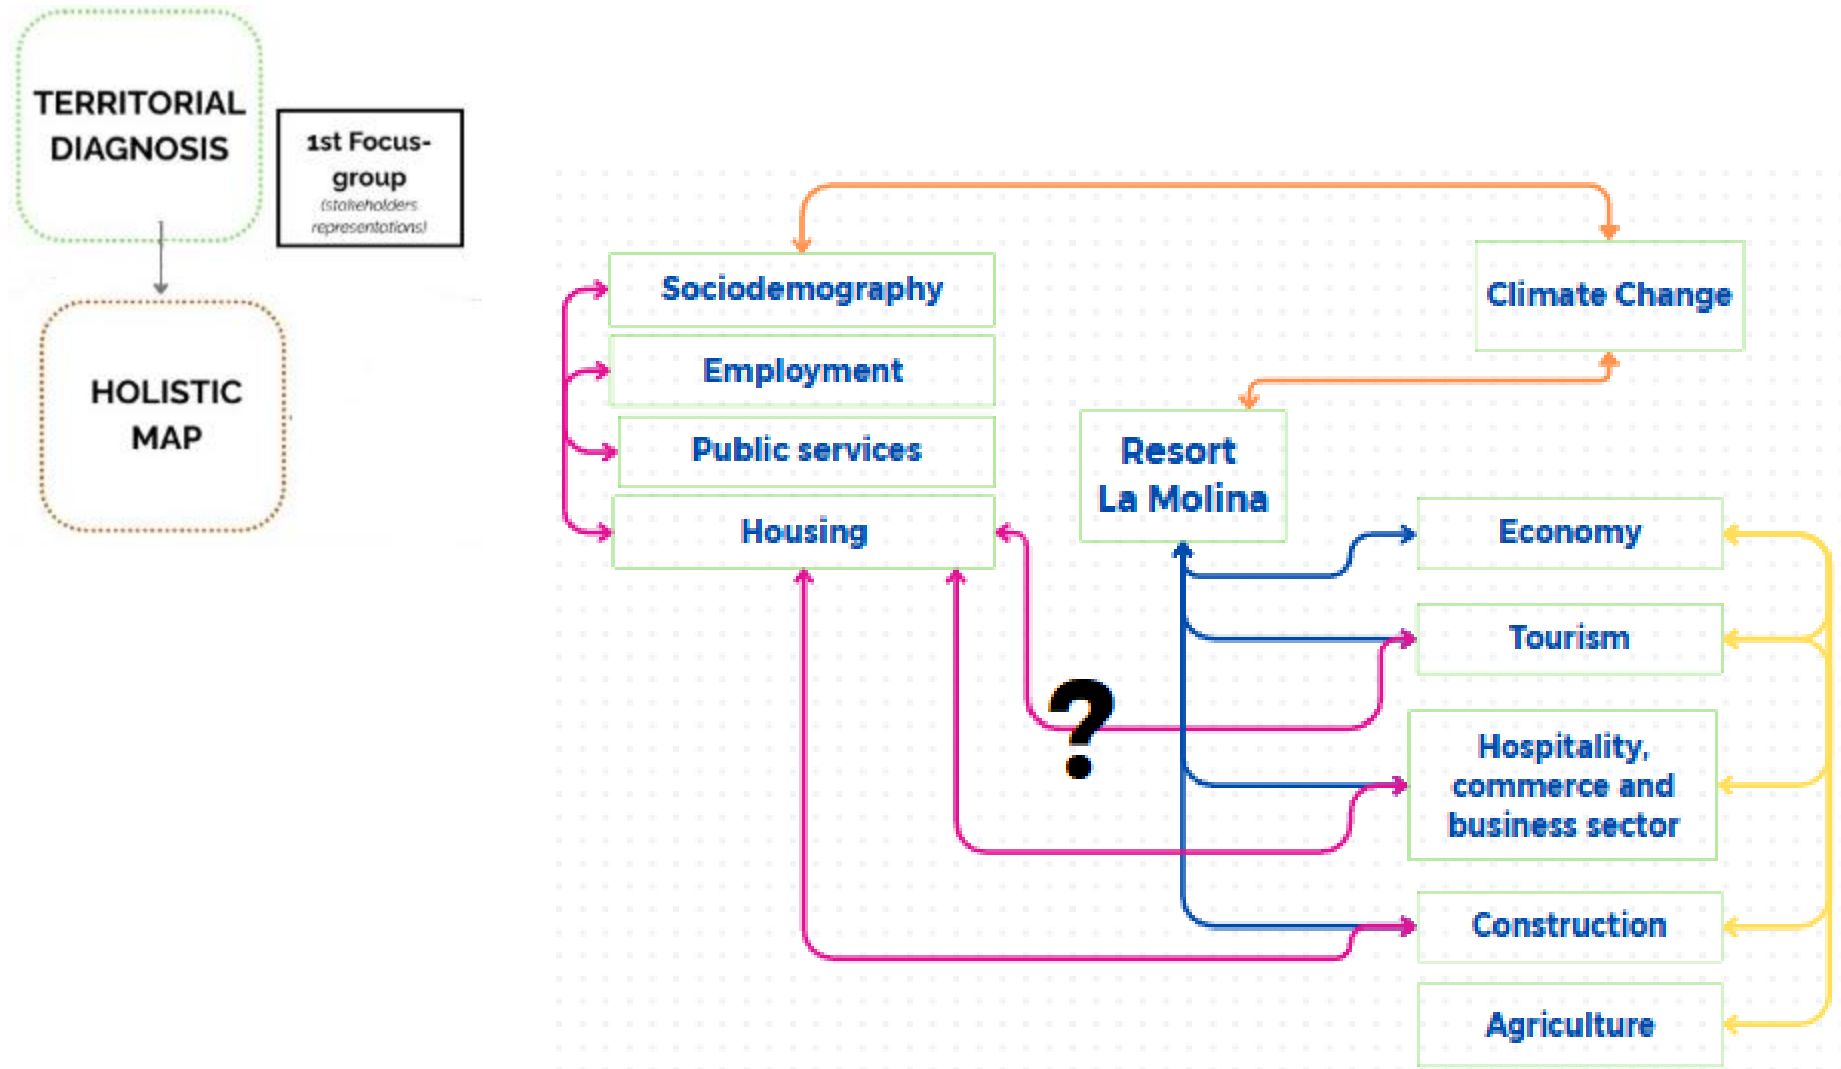 TERRITORIAL
DIAGNOSIS
1st Focus-
group
(stakeholders
representations)
HOLISTIC
MAP
Sociodemography
Employment
Public services
Housing
Climate Change
Resort
La Molina
Economy
Tourism
?
Hospitality,
commerce and
business sector
Construction
Agriculture